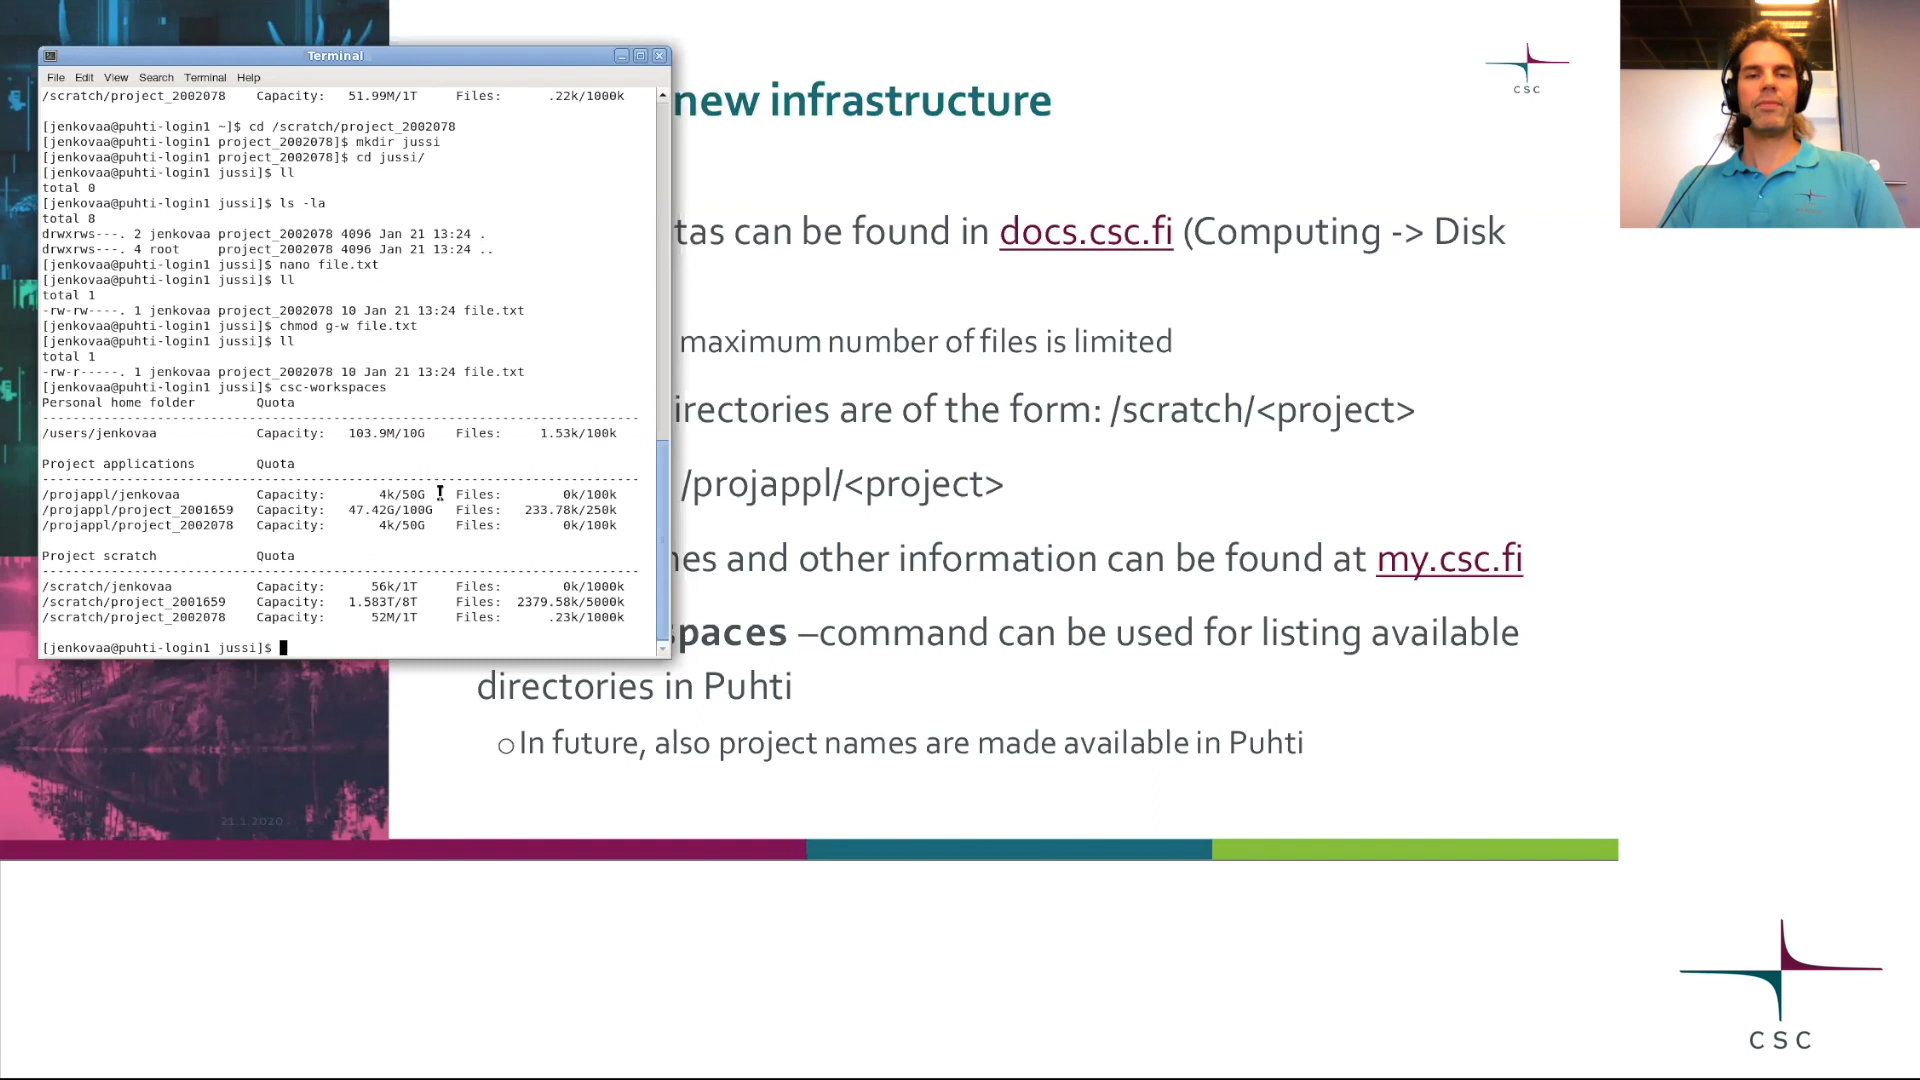 Terminal
File Edit View Search Terminal Help
/scratch/project_2002078 Capacity: 51.99M/1T Files: .22k/1000k
[jenkovaa@puhti-login1 ~]$ cd /scratch/project_2002078
[jenkovaa@puhti-login1 project_2002078]$ mkdir jussi
[jenkovaa@puhti-login1 project_2002078]$ cd jussi/
[jenkovaa@puhti-login1 jussi]$ ll
total 0
[jenkovaa@puhti-login1 jussi]$ ls -la
total 8
drwxrws---. 2 jenkovaa project_2002078 4096 Jan 21 13:24 .
drwxrws---. 4 root project_2002078 4096 Jan 21 13:24 ..
[jenkovaa@puhti-login1 jussi]$ nano file.txt
[jenkovaa@puhti-login1 jussi]$ ll
total 1
-rw-rw----. 1 jenkovaa project_2002078 10 Jan 21 13:24 file.txt
[jenkovaa@puhti-login1 jussi]$ chmod g-w file.txt
[jenkovaa@puhti-login1 jussi]$ ll
total 1
-rw-r-----. 1 jenkovaa project_2002078 10 Jan 21 13:24 file.txt
[jenkovaa@puhti-login1 jussi]$ csc-workspaces
Personal home folder Quota
--------------------------------------------------------------------------------
/users/jenkovaa Capacity: 103.9M/10G Files: 1.53k/100k
Project applications Quota
--------------------------------------------------------------------------------
/projappl/jenkovaa Capacity: 4k/50G Files: 0k/100k
/projappl/project_2001659 Capacity: 47.42G/100G Files: 233.78k/250k
/projappl/project_2002078 Capacity: 4k/50G Files: 0k/100k
Project scratch Quota
--------------------------------------------------------------------------------
/scratch/jenkovaa Capacity: 56k/1T Files: 0k/1000k
/scratch/project_2001659 Capacity: 1.583T/8T Files: 2379.58k/5000k
/scratch/project_2002078 Capacity: 52M/1T Files: .23k/1000k
[jenkovaa@puhti-login1 jussi]$
new infrastructure
tas can be found in docs.csc.fi (Computing -> Disk
maximum number of files is limited
irectories are of the form: /scratch/<project>
/projappl/<project>
nes and other information can be found at my.csc.fi
spaces –command can be used for listing available
directories in Puhti
In future, also project names are made available in Puhti
21.1.2020
CSC
CSC